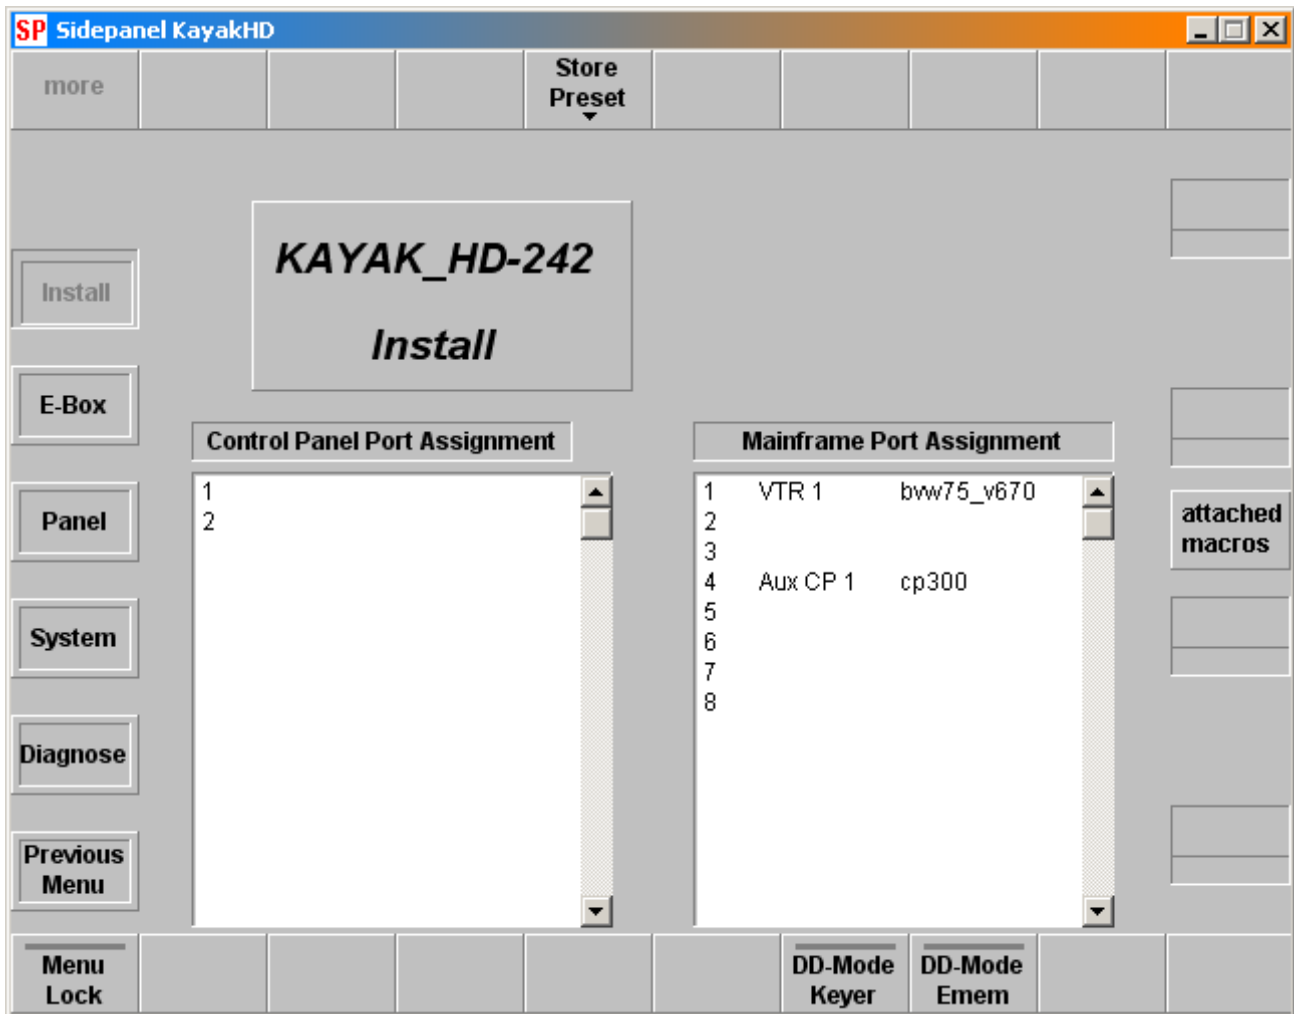 SP Sidepanel KayakHD
more
Store
Preset
KAYAK_HD-242
Install
Install
E-Box
Panel
System
Diagnose
Previous
Menu
Control Panel Port Assignment
1
2
Mainframe Port Assignment
1 VTR 1 bvw75_v670
2
3
4 Aux CP 1 cp300
5
6
7
8
attached
macros
Menu
Lock
DD-Mode
Keyer
DD-Mode
Emem